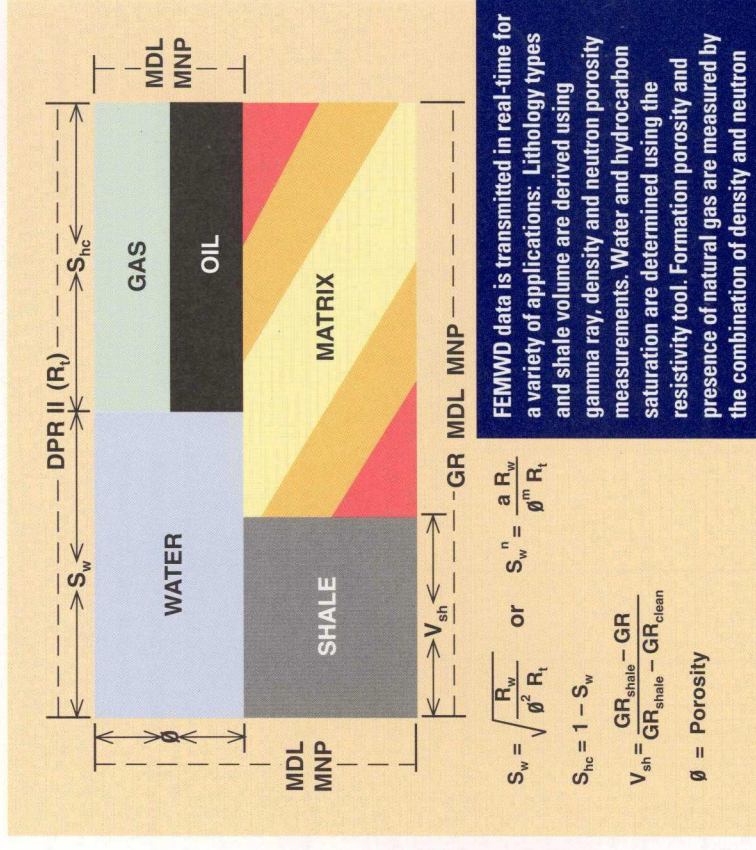 DPR II (Rt)
Sw
Shc
MDL
MNP
Ø
WATER
GAS
OIL
MDL
MNP
SHALE
MATRIX
Vsh
GR MDL MNP
Sw = √(Rw / ø² Rt) or Swⁿ = a Rw / øᵐ Rt
Shc = 1 – Sw
Vsh = (GRshale – GR) / (GRshale – GRclean)
ø = Porosity
FEMWD data is transmitted in real-time for
a variety of applications: Lithology types
and shale volume are derived using
gamma ray, density and neutron porosity
measurements. Water and hydrocarbon
saturation are determined using the
resistivity tool. Formation porosity and
presence of natural gas are measured by
the combination of density and neutron